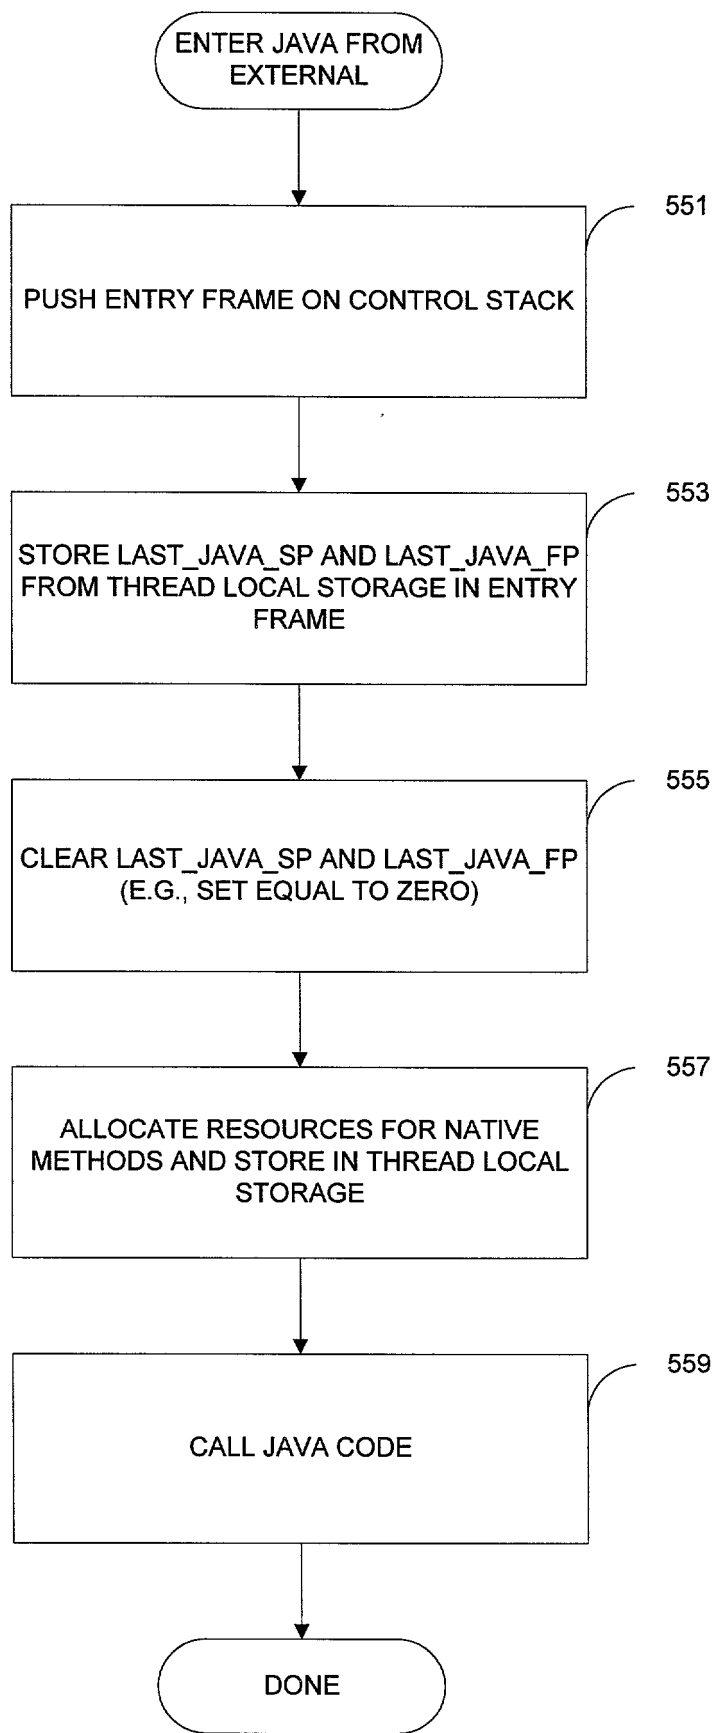 ENTER JAVA FROM
EXTERNAL
551
PUSH ENTRY FRAME ON CONTROL STACK
553
STORE LAST_JAVA_SP AND LAST_JAVA_FP
FROM THREAD LOCAL STORAGE IN ENTRY
FRAME
555
CLEAR LAST_JAVA_SP AND LAST_JAVA_FP
(E.G., SET EQUAL TO ZERO)
557
ALLOCATE RESOURCES FOR NATIVE
METHODS AND STORE IN THREAD LOCAL
STORAGE
559
CALL JAVA CODE
DONE